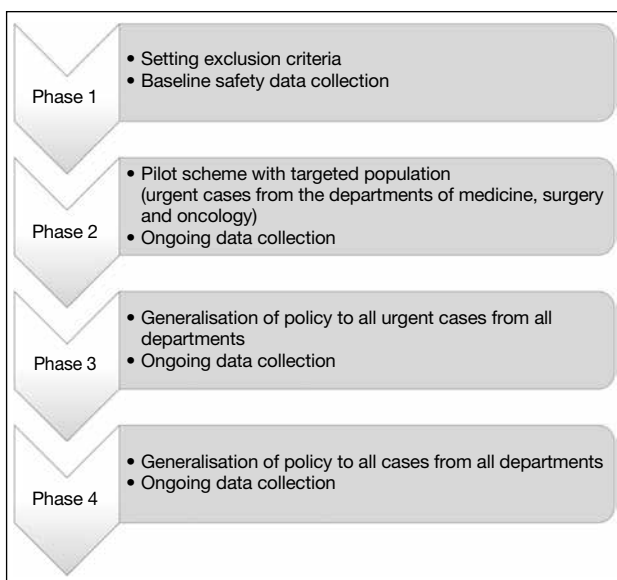 Phase 1
• Setting exclusion criteria
• Baseline safety data collection
Phase 2
• Pilot scheme with targeted population
(urgent cases from the departments of medicine, surgery
and oncology)
• Ongoing data collection
Phase 3
• Generalisation of policy to all urgent cases from all
departments
• Ongoing data collection
Phase 4
• Generalisation of policy to all cases from all departments
• Ongoing data collection